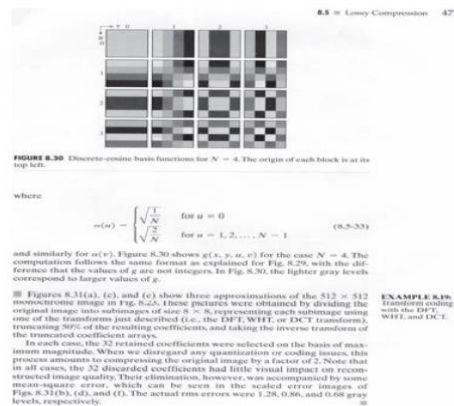 8.5 ■ Lossy Compression 47
FIGURE 8.30 Discrete-cosine basis functions for N = 4. The origin of each block is at its
top left.
where
α(u) = { √1/N for u = 0
√2/N for u = 1, 2, …, N − 1 (8.5-33)
and similarly for α(v). Figure 8.30 shows g(x, y, u, v) for the case N = 4. The
computation follows the same format as explained for Fig. 8.29, with the dif-
ference that the values of g are not integers. In Fig. 8.30, the lighter gray levels
correspond to larger values of g.
■ Figures 8.31(a), (c), and (e) show three approximations of the 512 × 512
monochrome image in Fig. 8.23. These pictures were obtained by dividing the
original image into subimages of size 8 × 8, representing each subimage using
one of the transforms just described (i.e., the DFT, WHT, or DCT transform),
truncating 50% of the resulting coefficients, and taking the inverse transform of
the truncated coefficient arrays.
EXAMPLE 8.19:
Transform coding
with the DFT,
WHT, and DCT.
In each case, the 32 retained coefficients were selected on the basis of max-
imum magnitude. When we disregard any quantization or coding issues, this
process amounts to compressing the original image by a factor of 2. Note that
in all cases, the 32 discarded coefficients had little visual impact on recon-
structed image quality. Their elimination, however, was accompanied by some
mean-square error, which can be seen in the scaled error images of
Figs. 8.31(b), (d), and (f). The actual rms errors were 1.28, 0.86, and 0.68 gray
levels, respectively.